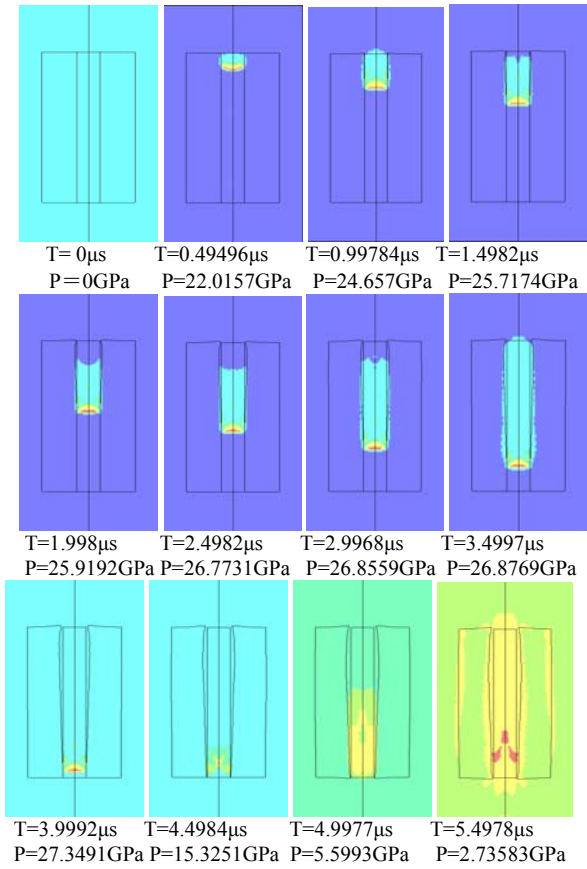 T= 0μs T=0.49496μs T=0.99784μs T=1.4982μs
P＝0GPa P=22.0157GPa P=24.657GPa P=25.7174GPa
T=1.998μs T=2.4982μs T=2.9968μs T=3.4997μs
P=25.9192GPa P=26.7731GPa P=26.8559GPa P=26.8769GPa
T=3.9992μs T=4.4984μs T=4.9977μs T=5.4978μs
P=27.3491GPa P=15.3251GPa P=5.5993GPa P=2.73583GPa